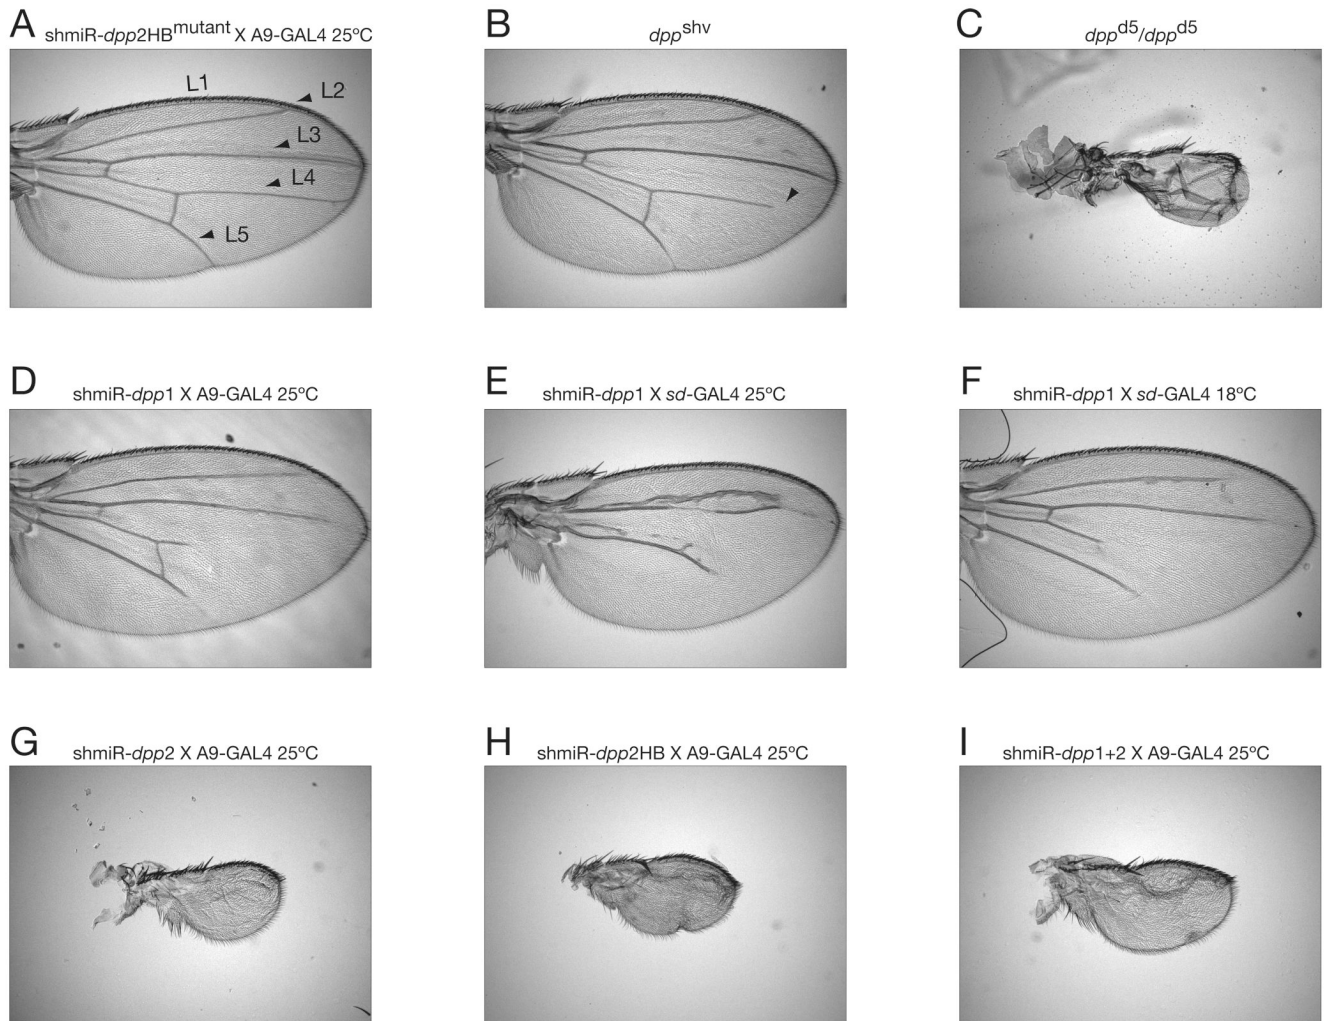 A shmiR-dpp2HBmutant X A9-GAL4 25ºC
B dppshv
C dppd5/dppd5
L1
L2
L3
L4
L5
D shmiR-dpp1 X A9-GAL4 25ºC
E shmiR-dpp1 X sd-GAL4 25ºC
F shmiR-dpp1 X sd-GAL4 18ºC
G shmiR-dpp2 X A9-GAL4 25ºC
H shmiR-dpp2HB X A9-GAL4 25ºC
I shmiR-dpp1+2 X A9-GAL4 25ºC